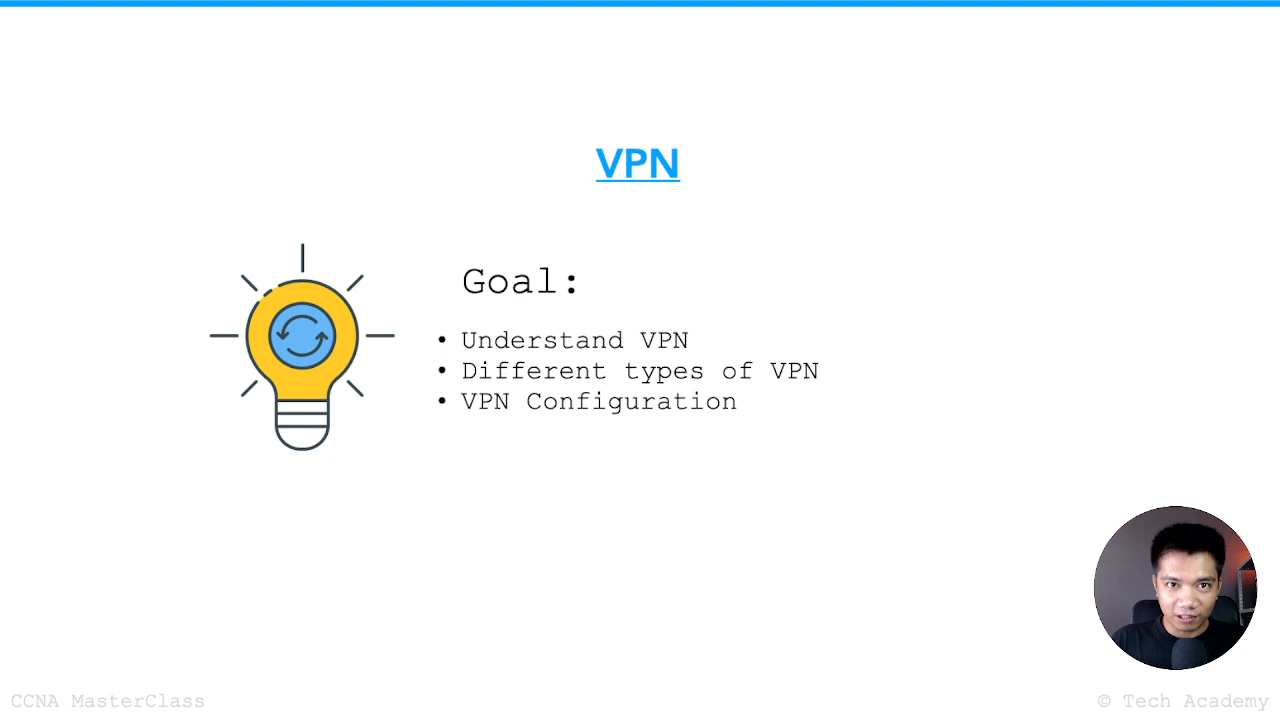 VPN
Goal:
• Understand VPN
• Different types of VPN
• VPN Configuration
CCNA MasterClass
© Tech Academy